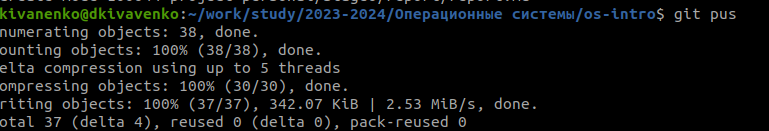 kivanenko@dkivavenko:~/work/study/2023-2024/Операционные системы/os-intro$ git pus
numerating objects: 38, done.
ounting objects: 100% (38/38), done.
elta compression using up to 5 threads
ompressing objects: 100% (30/30), done.
riting objects: 100% (37/37), 342.07 KiB | 2.53 MiB/s, done.
otal 37 (delta 4), reused 0 (delta 0), pack-reused 0